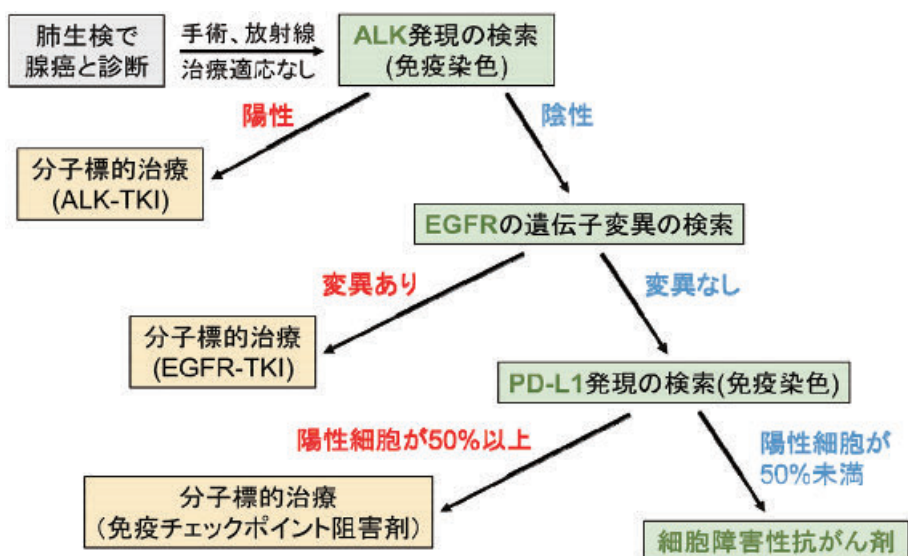 肺生検で
腺癌と診断
手術、放射線
治療適応なし
ALK発現の検索
(免疫染色)
陽性
陰性
分子標的治療
(ALK-TKI)
EGFRの遺伝子変異の検索
変異あり
変異なし
分子標的治療
(EGFR-TKI)
PD-L1発現の検索(免疫染色)
陽性細胞が50%以上
陽性細胞が
50%未満
分子標的治療
(免疫チェックポイント阻害剤)
細胞障害性抗がん剤